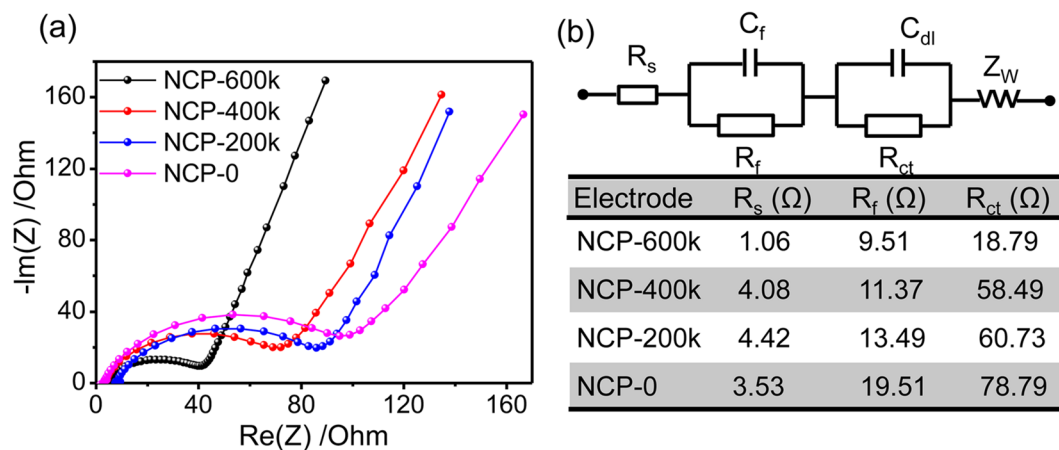 (a)
NCP-600k
NCP-400k
NCP-200k
NCP-0
160
120
80
40
0
0 40 80 120 160
-Im(Z) /Ohm
Re(Z) /Ohm
(b)
Rs Cf Cdl ZW
Rf Rct
Electrode Rs (Ω) Rf (Ω) Rct (Ω)
NCP-600k 1.06 9.51 18.79
NCP-400k 4.08 11.37 58.49
NCP-200k 4.42 13.49 60.73
NCP-0 3.53 19.51 78.79